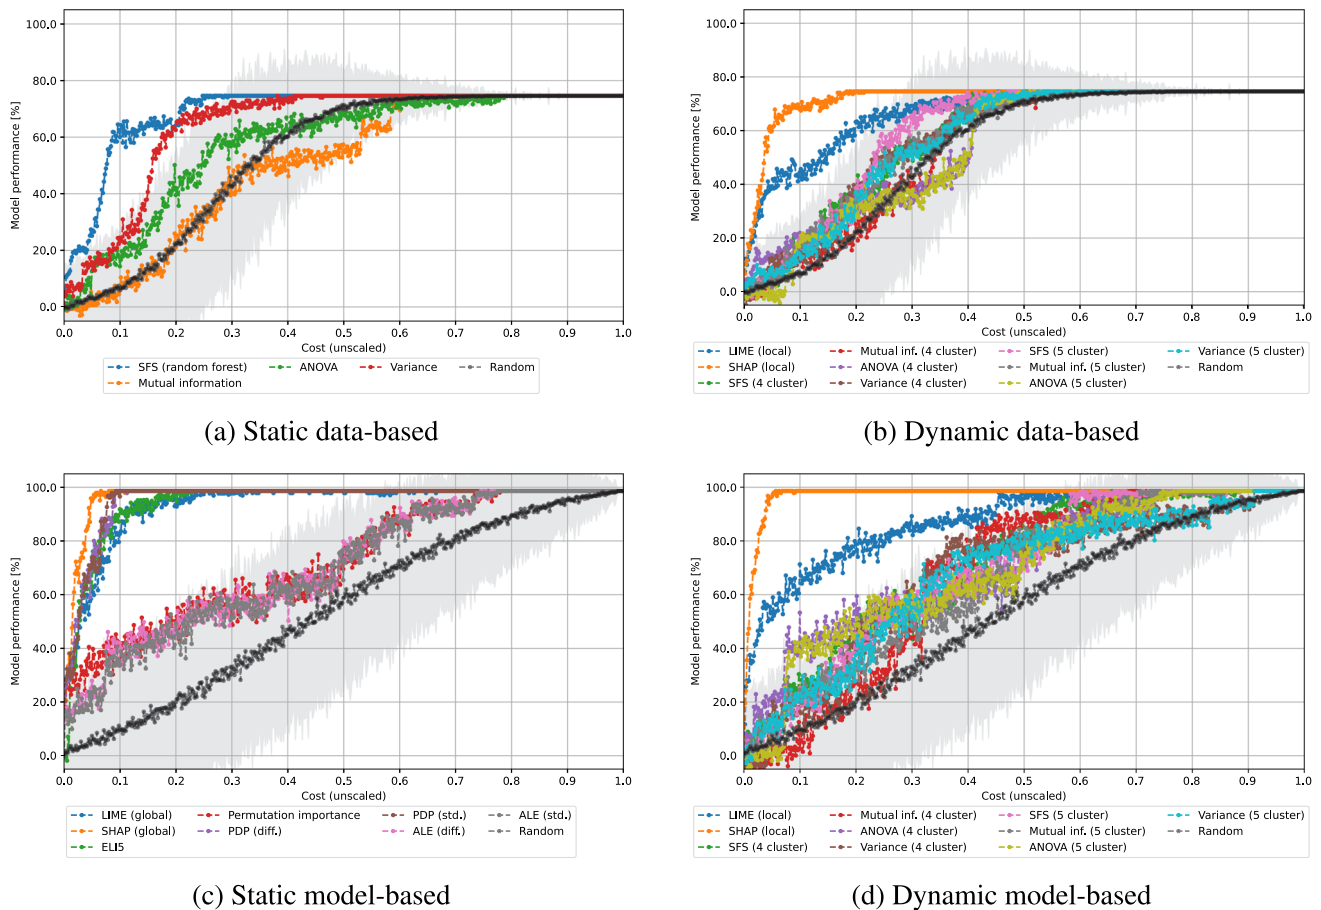 100.0
80.0
60.0
40.0
20.0
0.0
Model performance [%]
0.0 0.1 0.2 0.3 0.4 0.5 0.6 0.7 0.8 0.9 1.0
Cost (unscaled)
SFS (random forest) ANOVA Variance Random
Mutual information
(a) Static data-based
100.0
80.0
60.0
40.0
20.0
0.0
Model performance [%]
0.0 0.1 0.2 0.3 0.4 0.5 0.6 0.7 0.8 0.9 1.0
Cost (unscaled)
LIME (local) Mutual inf. (4 cluster) SFS (5 cluster) Variance (5 cluster)
SHAP (local) ANOVA (4 cluster) Mutual inf. (5 cluster) Random
SFS (4 cluster) Variance (4 cluster) ANOVA (5 cluster)
(b) Dynamic data-based
100.0
80.0
60.0
40.0
20.0
0.0
Model performance [%]
0.0 0.1 0.2 0.3 0.4 0.5 0.6 0.7 0.8 0.9 1.0
Cost (unscaled)
LIME (global) Permutation importance PDP (std.) ALE (std.)
SHAP (global) PDP (diff.) ALE (diff.) Random
ELI5
(c) Static model-based
100.0
80.0
60.0
40.0
20.0
0.0
Model performance [%]
0.0 0.1 0.2 0.3 0.4 0.5 0.6 0.7 0.8 0.9 1.0
Cost (unscaled)
LIME (local) Mutual inf. (4 cluster) SFS (5 cluster) Variance (5 cluster)
SHAP (local) ANOVA (4 cluster) Mutual inf. (5 cluster) Random
SFS (4 cluster) Variance (4 cluster) ANOVA (5 cluster)
(d) Dynamic model-based